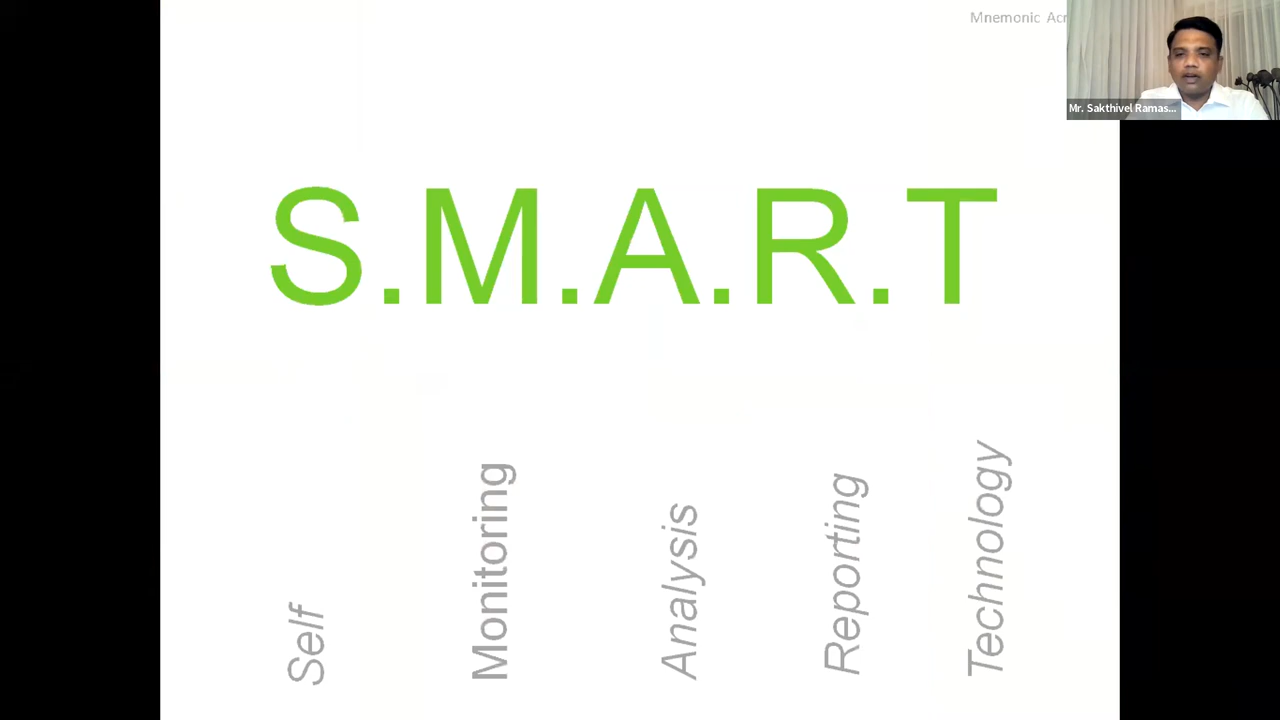 Mnemonic Acr
Mr. Sakthivel Ramas...
S.M.A.R.T
Self
Monitoring
Analysis
Reporting
Technology